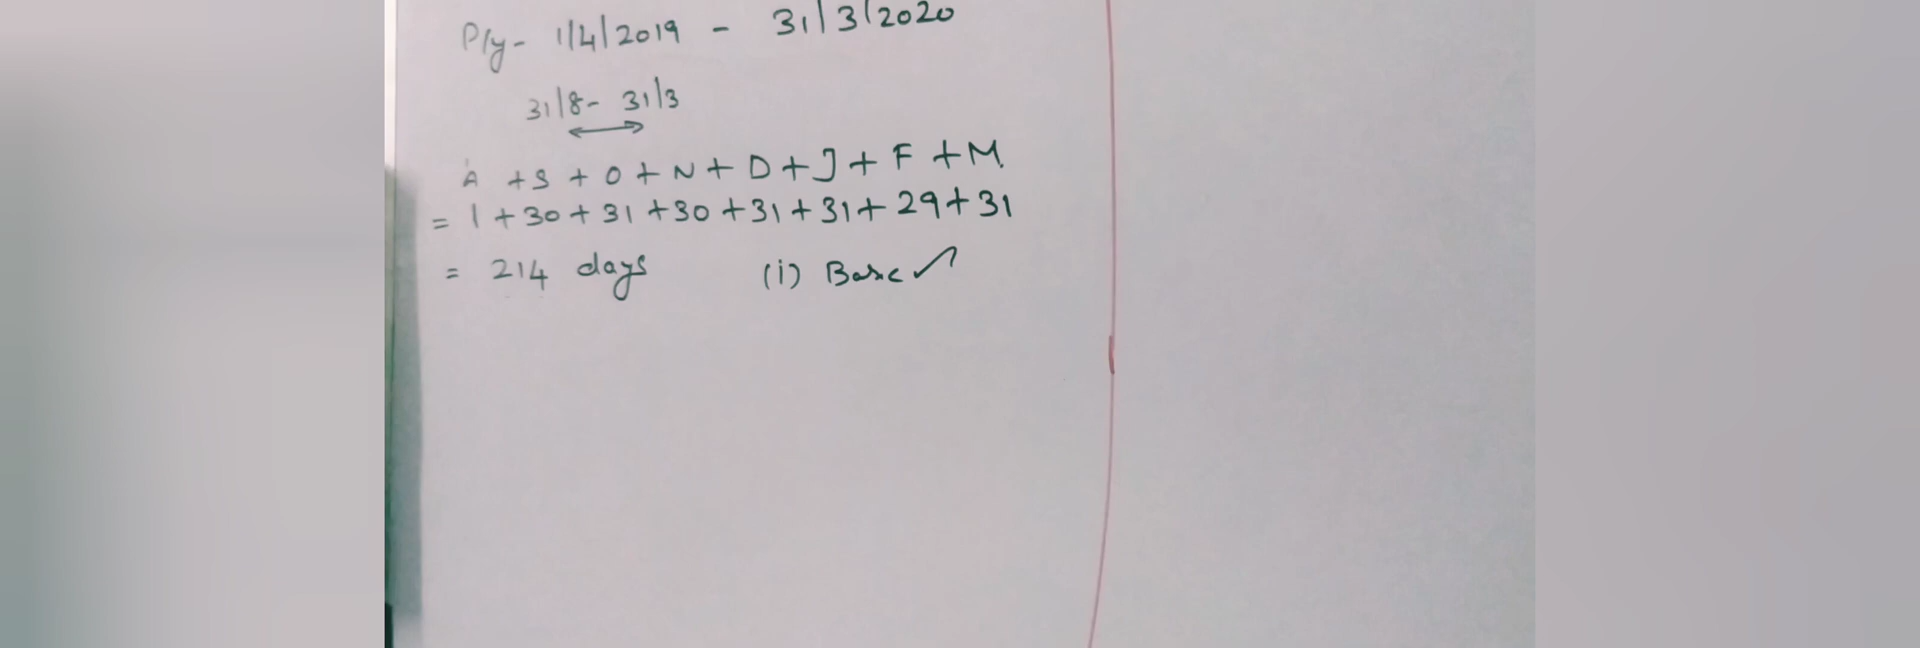 P/y - 1/4/2019 - 31/3/2020
31/8 - 31/3
A + S + O + N + D + J + F + M
= 1 + 30 + 31 + 30 + 31 + 31 + 29 + 31
= 214 days (i) Basic ✓